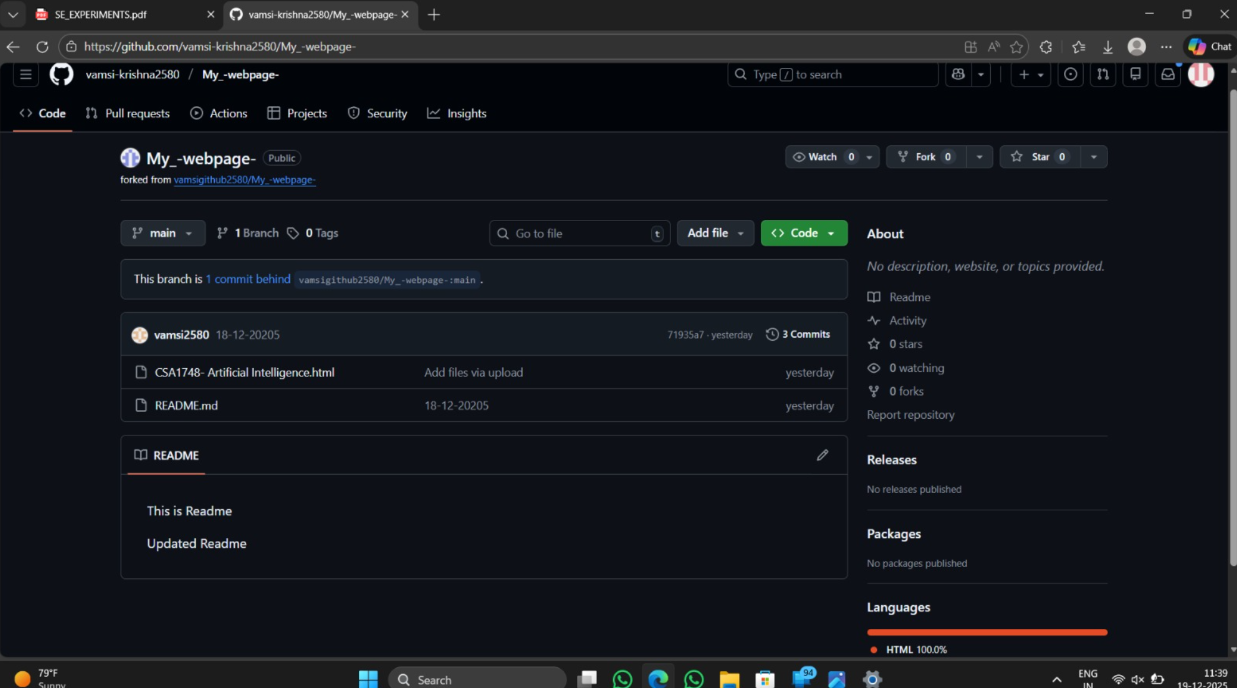 SE_EXPERIMENTS.pdf
vamsi-krishna2580/My_-webpage-
https://github.com/vamsi-krishna2580/My_-webpage-
Chat
vamsi-krishna2580 / My_-webpage-
Type / to search
Code Pull requests Actions Projects Security Insights
My_-webpage- Public
Watch 0 Fork 0 Star 0
forked from vamsigithub2580/My_-webpage-
main 1 Branch 0 Tags
Go to file t
Add file
Code
About
No description, website, or topics provided.
This branch is 1 commit behind vamsigithub2580/My_-webpage-:main .
Readme
Activity
0 stars
0 watching
0 forks
Report repository
vamsi2580 18-12-20205 71935a7 · yesterday 3 Commits
CSA1748- Artificial Intelligence.html Add files via upload yesterday
README.md 18-12-20205 yesterday
README
This is Readme
Updated Readme
Releases
No releases published
Packages
No packages published
Languages
HTML 100.0%
79°F
Sunny
Search
94
ENG
IN
11:39
19-12-2025